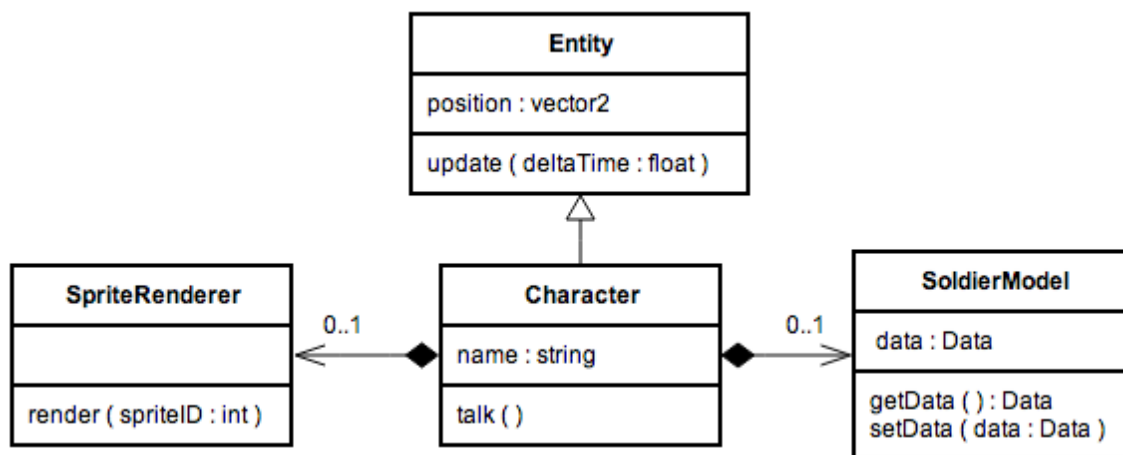 Entity
position : vector2
update ( deltaTime : float )
SpriteRenderer
render ( spriteID : int )
0..1
Character
name : string
talk ( )
0..1
SoldierModel
data : Data
getData ( ) : Data
setData ( data : Data )